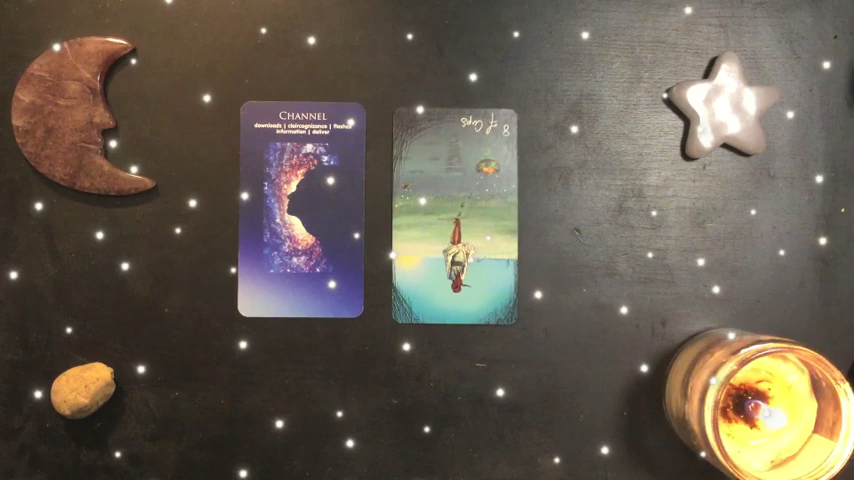 CHANNEL
downloads | claircognizance | flashes
information | deliver
8 of Cups